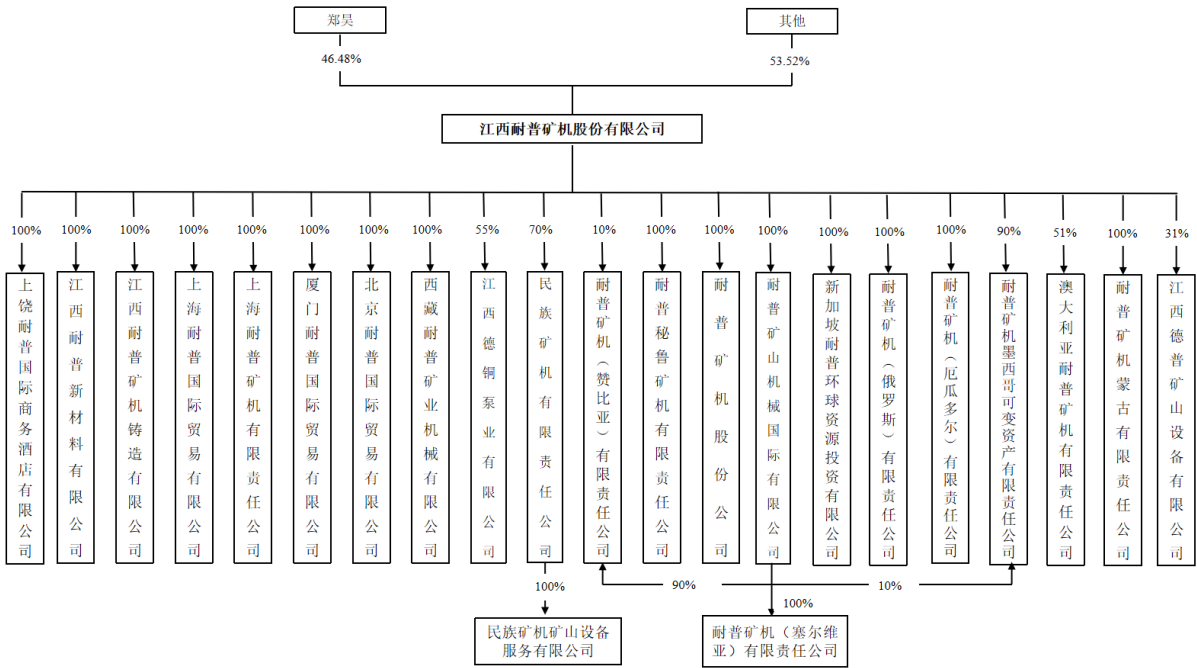 郑昊
其他
46.48%
53.52%
江西耐普矿机股份有限公司
100%
100%
100%
100%
100%
100%
100%
100%
55%
70%
10%
100%
100%
100%
100%
100%
100%
90%
51%
100%
31%
上饶耐普国际商务酒店有限公司
江西耐普新材料有限公司
江西耐普矿机铸造有限公司
上海耐普国际贸易有限公司
上海耐普矿机有限责任公司
厦门耐普国际贸易有限公司
北京耐普国际贸易有限公司
西藏耐普矿业机械有限公司
江西德铜泵业有限公司
民族矿机有限责任公司
耐普矿机（赞比亚）有限责任公司
耐普秘鲁矿机有限责任公司
耐普矿机股份公司
耐普矿山机械国际有限公司
新加坡耐普环球资源投资有限公司
耐普矿机（俄罗斯）有限责任公司
耐普矿机（厄瓜多尔）有限责任公司
耐普矿机墨西哥可变资产有限责任公司
澳大利亚耐普矿机有限责任公司
耐普矿机蒙古有限责任公司
江西德普矿山设备有限公司
100%
90%
10%
100%
民族矿机矿山设备
服务有限公司
耐普矿机（塞尔维
亚）有限责任公司